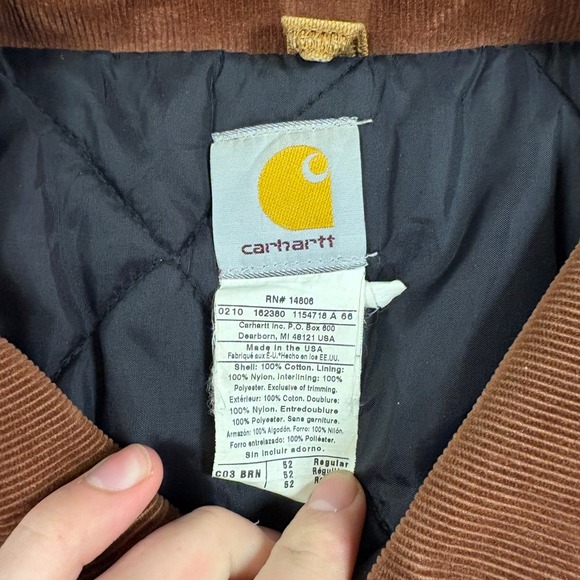 carhartt
RN# 14806
0210 162380 1154718 A 66
Carhartt Inc. P.O. Box 600
Dearborn, MI 48121 USA
Made in the USA
Fabriqué aux É-U.*Hecho en los EE.UU.
Shell: 100% Cotton. Lining:
100% Nylon. Interlining: 100%
Polyester. Exclusive of trimming.
Extérieur: 100% Coton. Doublure:
100% Nylon. Entredoublure
100% Polyester. Sans garniture
Armazón: 100% Algodón. Forro: 100% Nilón.
Forro entrelazado: 100% Poliéster.
Sin incluir adorno.
C03 BRN 52 Regular
52
52